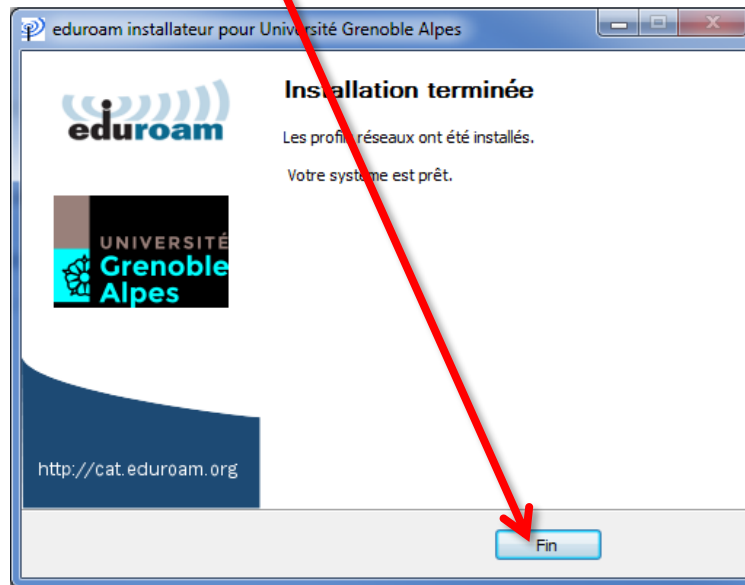 eduroam installateur pour Université Grenoble Alpes
eduroam
Installation terminée
Les profils réseaux ont été installés.
Votre système est prêt.
UNIVERSITÉ
Grenoble
Alpes
http://cat.eduroam.org
Fin